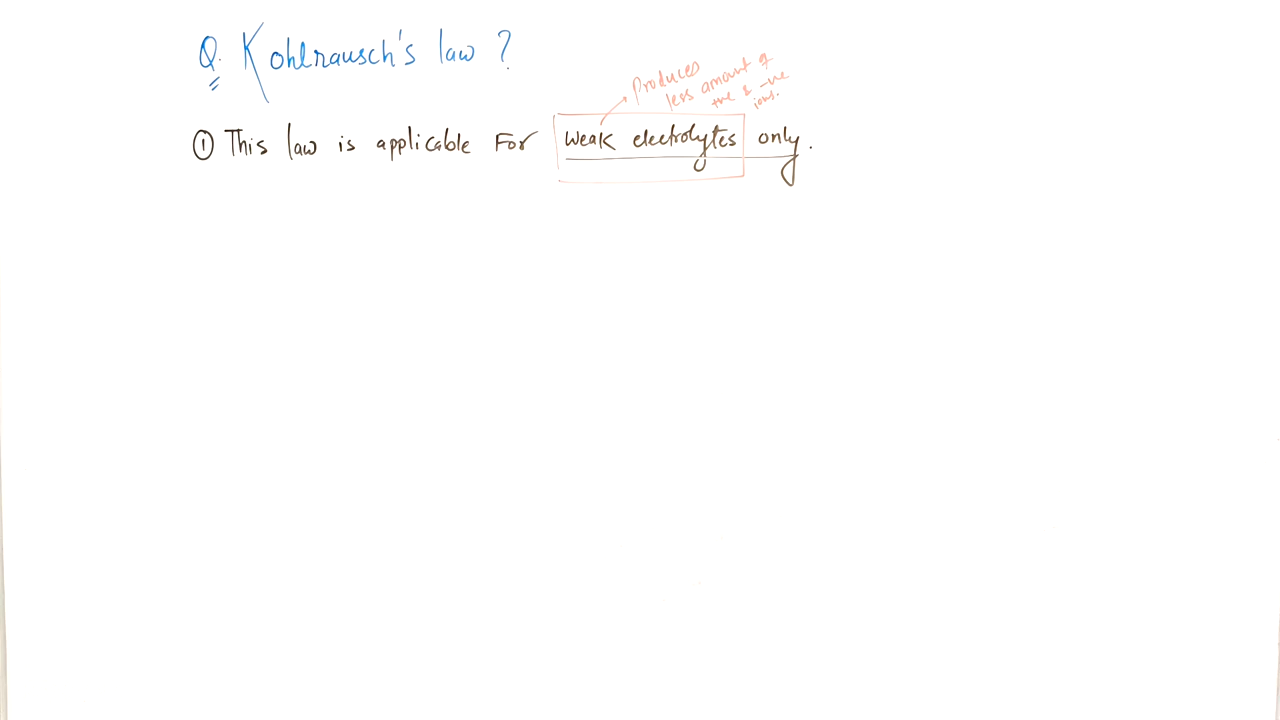 Q. Kohlrausch's law ?
Produces
less amount of
+ve & -ve
ions.
① This law is applicable For weak electrolytes only.